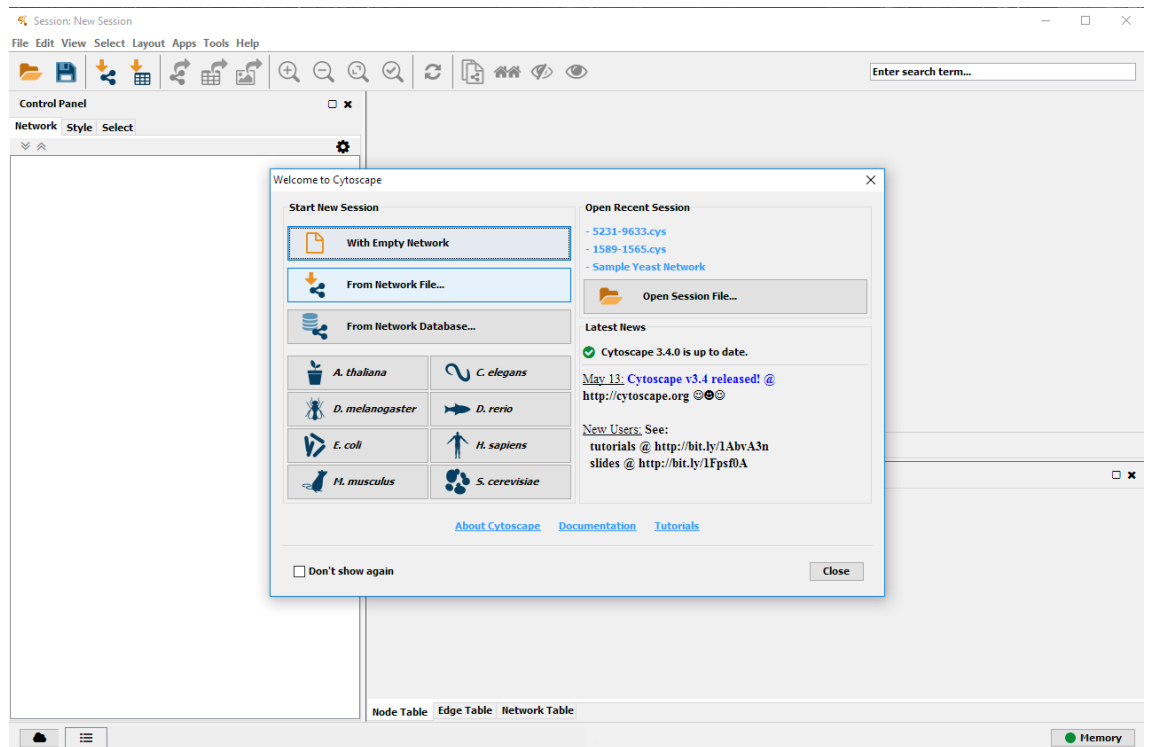 Session: New Session
File Edit View Select Layout Apps Tools Help
Enter search term...
Control Panel
Network Style Select
Welcome to Cytoscape
Start New Session
With Empty Network
From Network File...
From Network Database...
A. thaliana
C. elegans
D. melanogaster
D. rerio
E. coli
H. sapiens
M. musculus
S. cerevisiae
Open Recent Session
- 5231-9633.cys
- 1589-1565.cys
- Sample Yeast Network
Open Session File...
Latest News
Cytoscape 3.4.0 is up to date.
May 13: Cytoscape v3.4 released! @
http://cytoscape.org ☺☻☺
New Users: See:
tutorials @ http://bit.ly/1AbvA3n
slides @ http://bit.ly/1Fpsf0A
About Cytoscape Documentation Tutorials
Don't show again
Close
Node Table Edge Table Network Table
Memory